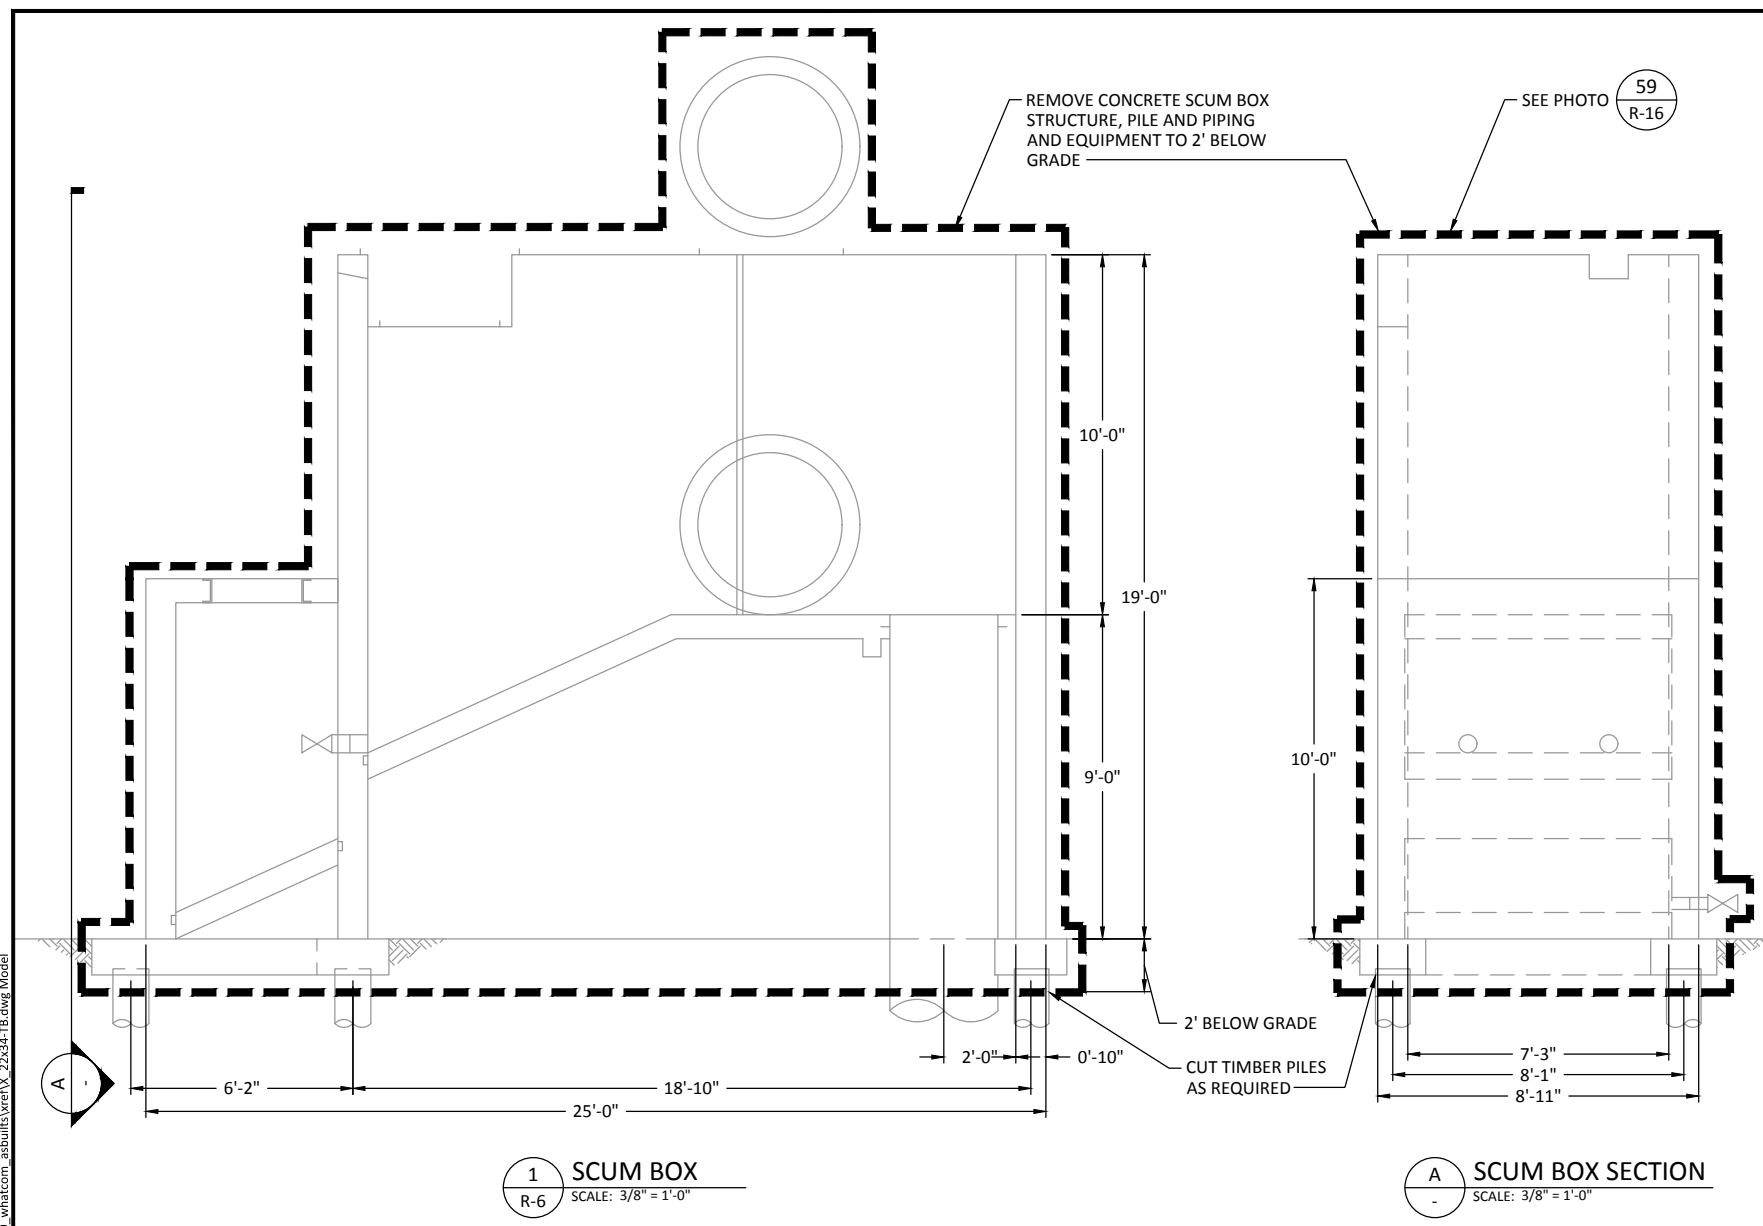 REMOVE CONCRETE SCUM BOX
STRUCTURE, PILE AND PIPING
AND EQUIPMENT TO 2' BELOW
GRADE
SEE PHOTO
59
R-16
10'-0"
19'-0"
9'-0"
10'-0"
2' BELOW GRADE
CUT TIMBER PILES
AS REQUIRED
2'-0"
0'-10"
6'-2"
18'-10"
25'-0"
7'-3"
8'-1"
8'-11"
A
-
1
R-6
SCUM BOX
SCALE: 3/8" = 1'-0"
A
-
SCUM BOX SECTION
SCALE: 3/8" = 1'-0"
_whatcom_asbuilts\xref\X_22x34-TB.dwg Model